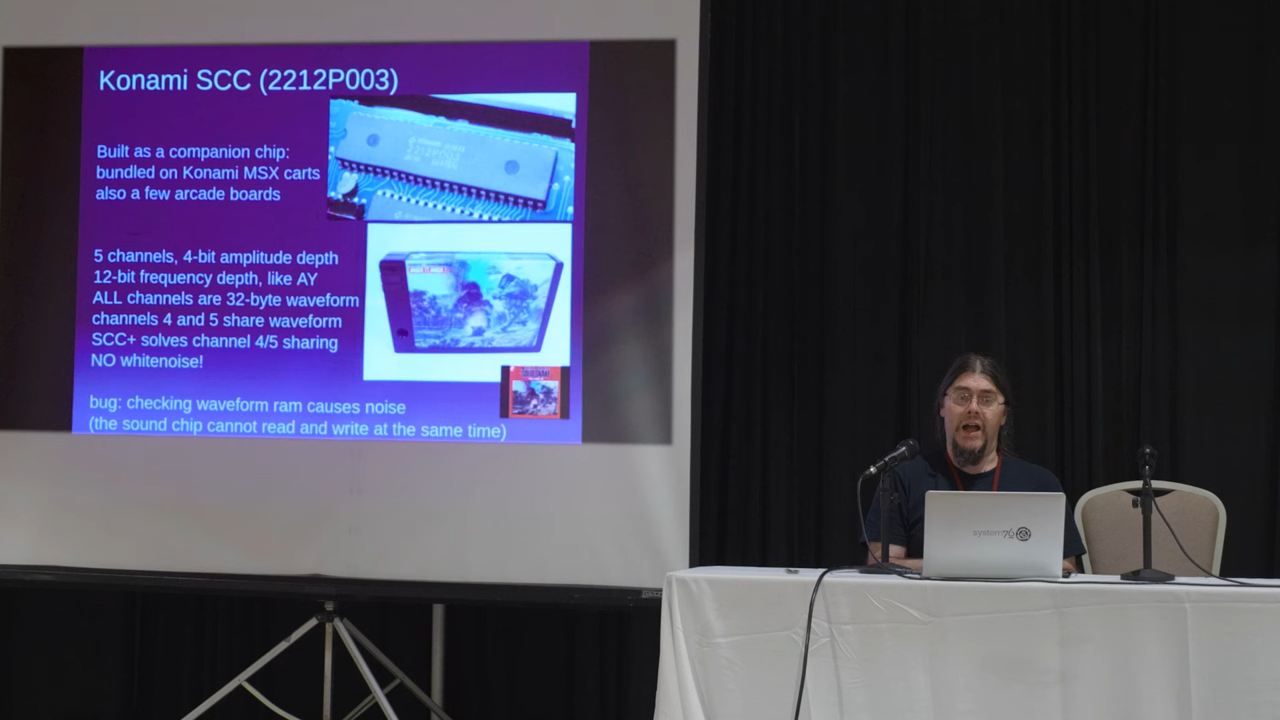 Konami SCC (2212P003)
Built as a companion chip:
bundled on Konami MSX carts
also a few arcade boards
5 channels, 4-bit amplitude depth
12-bit frequency depth, like AY
ALL channels are 32-byte waveform
channels 4 and 5 share waveform
SCC+ solves channel 4/5 sharing
NO whitenoise!
bug: checking waveform ram causes noise
(the sound chip cannot read and write at the same time)
2212P003
system76